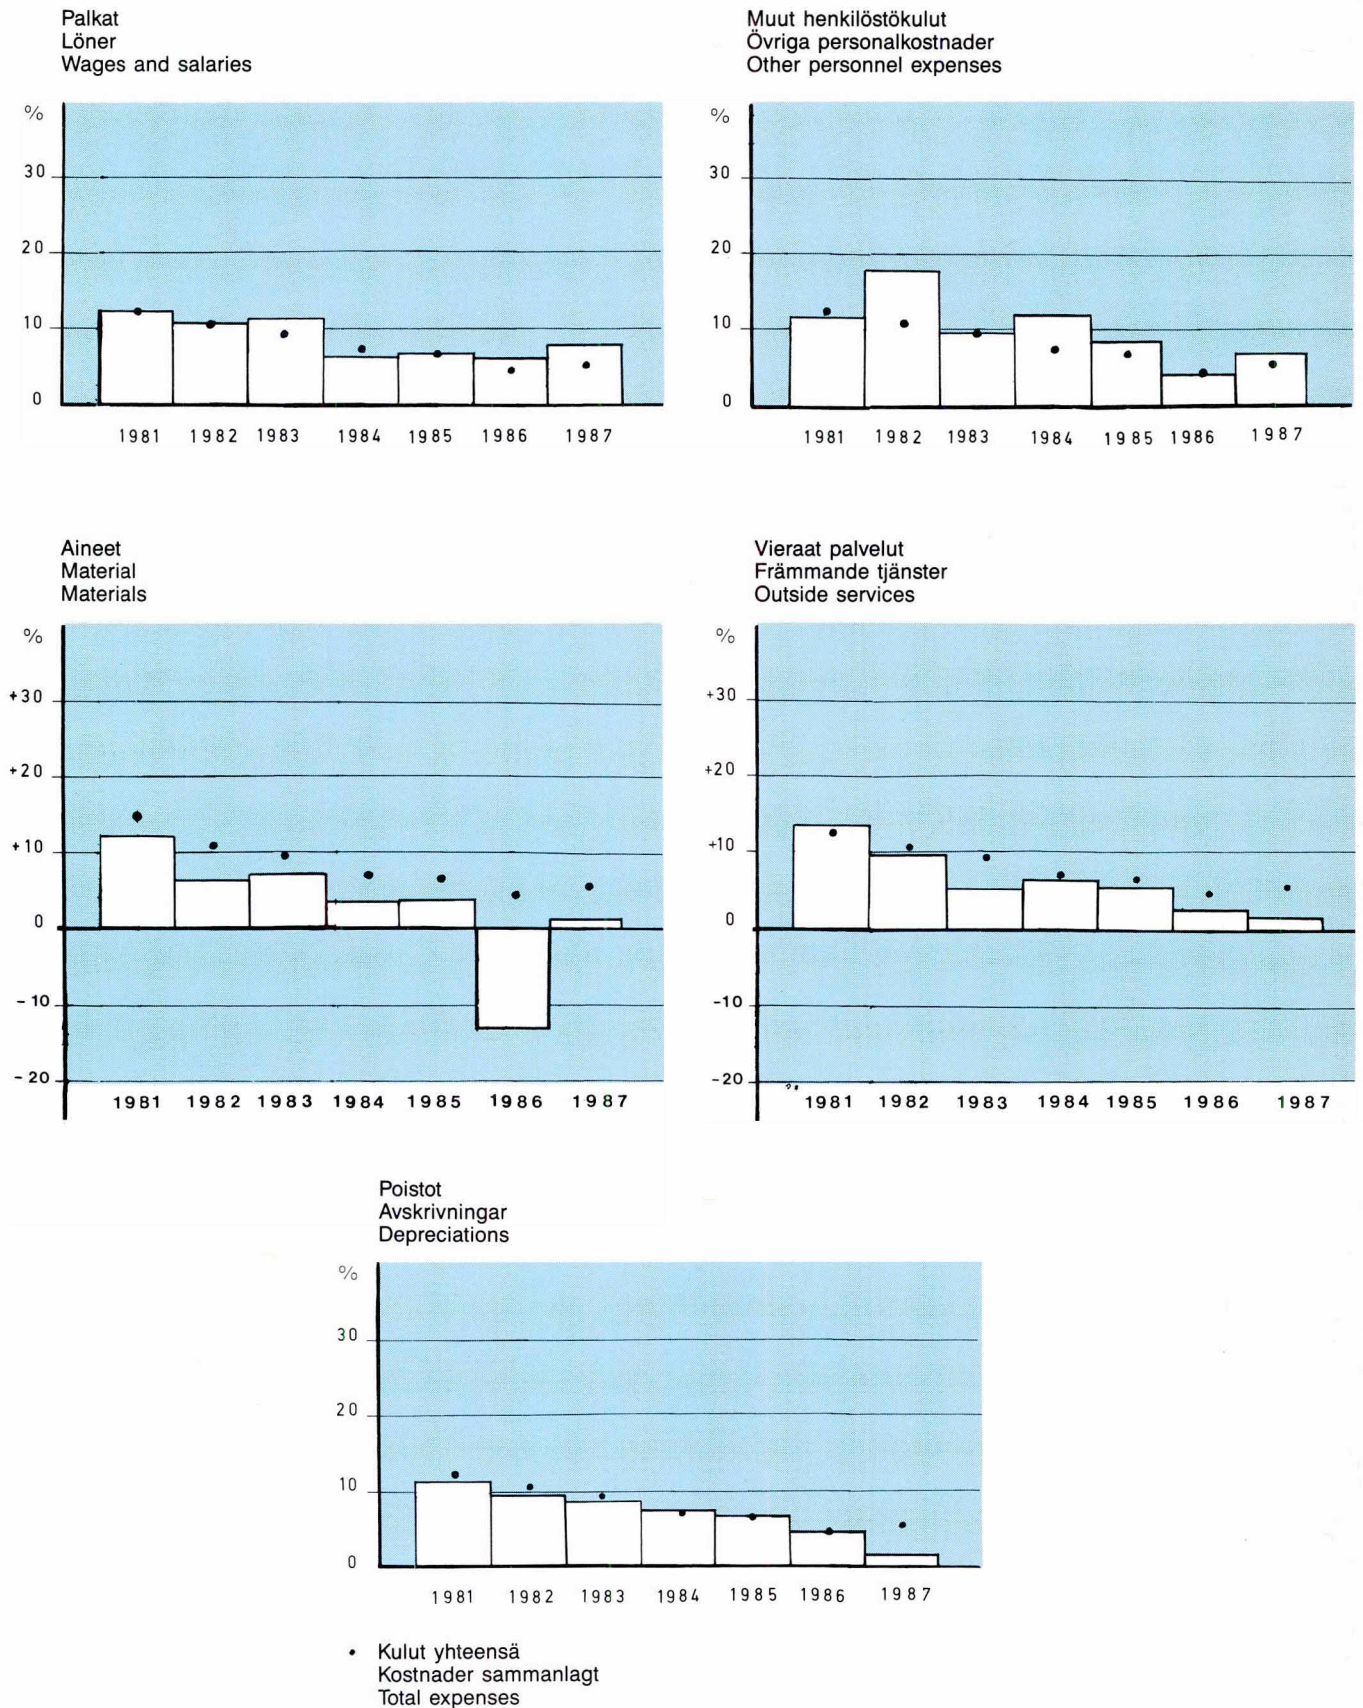 Palkat
Löner
Wages and salaries
%
30
20
10
0
1981 1982 1983 1984 1985 1986 1987
Muut henkilöstökulut
Övriga personalkostnader
Other personnel expenses
%
30
20
10
0
1981 1982 1983 1984 1985 1986 1987
Aineet
Material
Materials
%
+30
+20
+10
0
-10
-20
1981 1982 1983 1984 1985 1986 1987
Vieraat palvelut
Främmande tjänster
Outside services
%
+30
+20
+10
0
-10
-20
1981 1982 1983 1984 1985 1986 1987
Poistot
Avskrivningar
Depreciations
%
30
20
10
0
1981 1982 1983 1984 1985 1986 1987
• Kulut yhteensä
Kostnader sammanlagt
Total expenses